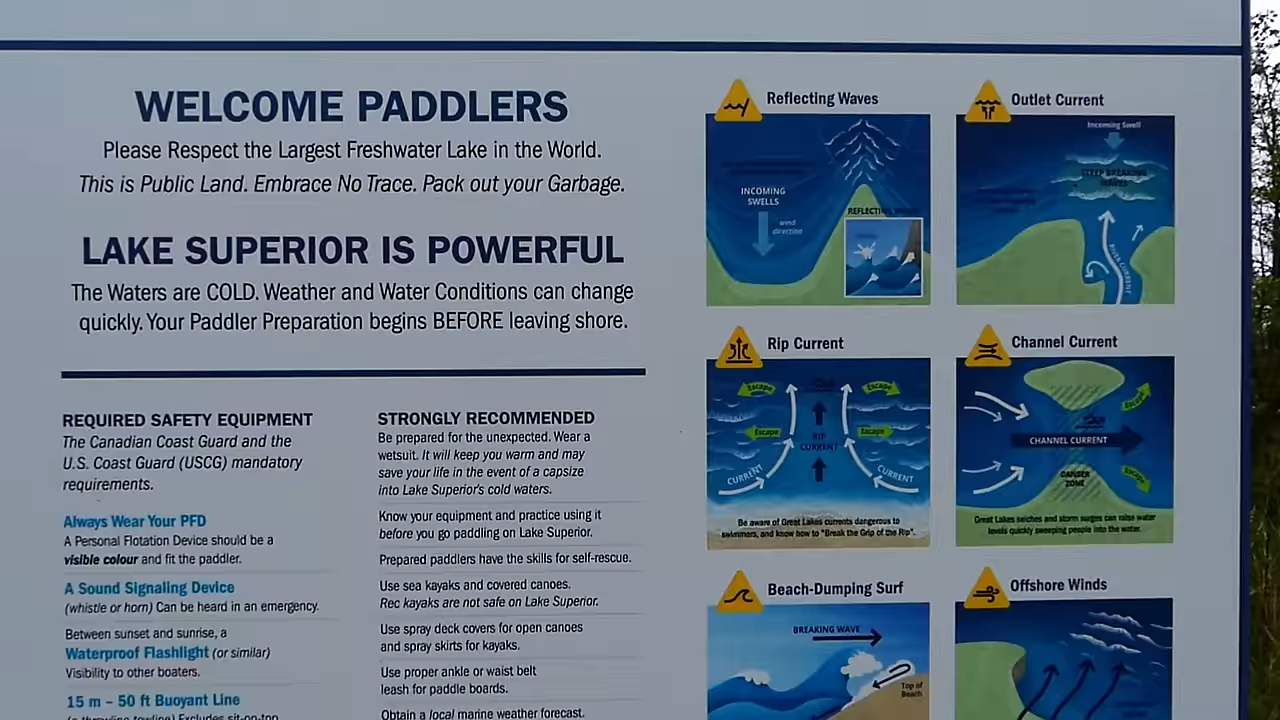 WELCOME PADDLERS
Please Respect the Largest Freshwater Lake in the World.
This is Public Land. Embrace No Trace. Pack out your Garbage.
LAKE SUPERIOR IS POWERFUL
The Waters are COLD. Weather and Water Conditions can change
quickly. Your Paddler Preparation begins BEFORE leaving shore.
REQUIRED SAFETY EQUIPMENT
The Canadian Coast Guard and the
U.S. Coast Guard (USCG) mandatory
requirements.
Always Wear Your PFD
A Personal Flotation Device should be a
visible colour and fit the paddler.
A Sound Signaling Device
(whistle or horn) Can be heard in an emergency.
Between sunset and sunrise, a
Waterproof Flashlight (or similar)
Visibility to other boaters.
15 m – 50 ft Buoyant Line
STRONGLY RECOMMENDED
Be prepared for the unexpected. Wear a
wetsuit. It will keep you warm and may
save your life in the event of a capsize
into Lake Superior's cold waters.
Know your equipment and practice using it
before you go paddling on Lake Superior.
Prepared paddlers have the skills for self-rescue.
Use sea kayaks and covered canoes.
Rec kayaks are not safe on Lake Superior.
Use spray deck covers for open canoes
and spray skirts for kayaks.
Use proper ankle or waist belt
leash for paddle boards.
Obtain a local marine weather forecast.
Reflecting Waves
INCOMING
SWELLS
wind
direction
REFLECTING
Outlet Current
Incoming Swell
STEEP BREAKING
WAVES
RIVER CURRENT
Rip Current
Escape
Escape
Escape
Escape
RIP
CURRENT
CURRENT
CURRENT
Be aware of Great Lakes currents dangerous to
swimmers, and know how to "Break the Grip of the Rip".
Channel Current
Escape
CHANNEL CURRENT
DANGER
ZONE
Escape
Great Lakes seiches and storm surges can raise water
levels quickly sweeping people into the water.
Beach-Dumping Surf
BREAKING WAVE
Top of
Beach
Offshore Winds